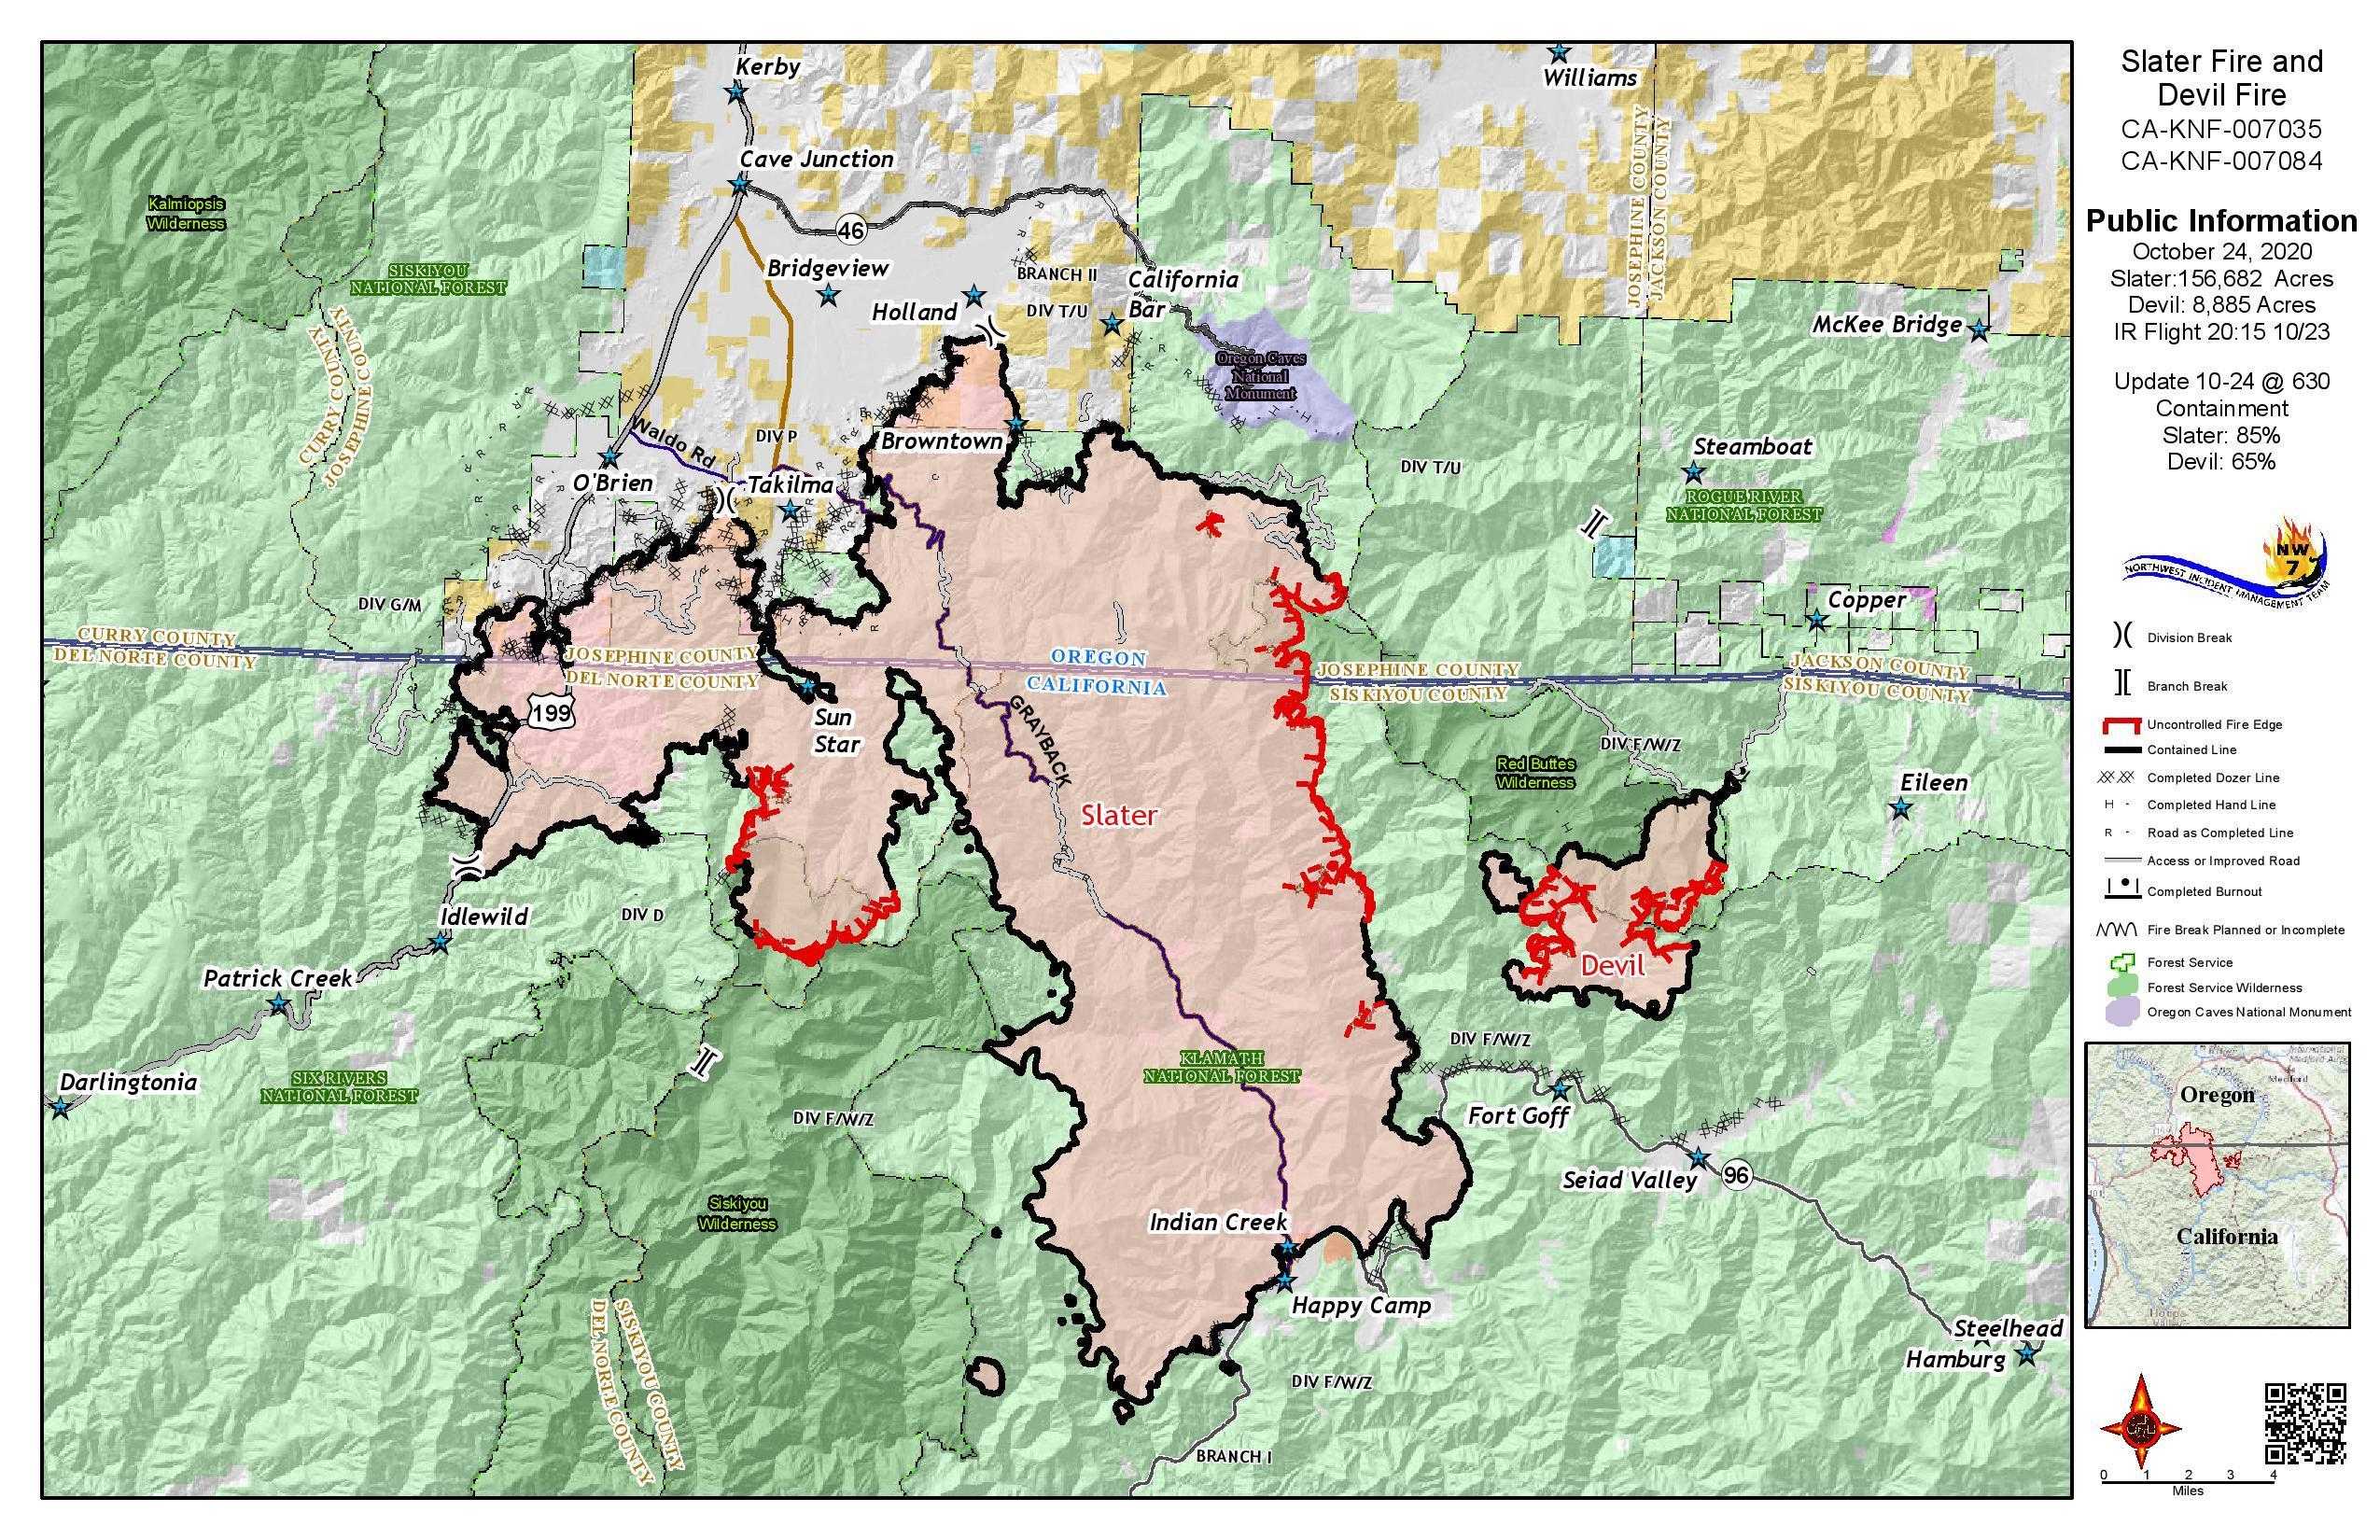 Kerby
Williams
Cave Junction
Kalmiopsis
Wilderness
SISKIYOU
NATIONAL FOREST
46
Bridgeview
Holland
BRANCH II
DIV T/U
California
Bar
JOSEPHINE COUNTY
JACKSON COUNTY
McKee Bridge
Oregon Caves
National
Monument
CURRY COUNTY
JOSEPHINE COUNTY
Waldo Rd
DIV P
Browntown
O'Brien
Takilma
DIV T/U
Steamboat
ROGUE RIVER
NATIONAL FOREST
DIV G/M
Copper
CURRY COUNTY
DEL NORTE COUNTY
JOSEPHINE COUNTY
DEL NORTE COUNTY
OREGON
CALIFORNIA
JOSEPHINE COUNTY
SISKIYOU COUNTY
JACKSON COUNTY
SISKIYOU COUNTY
199
Sun
Star
GRAYBACK
DIV F/W/Z
Red Buttes
Wilderness
Eileen
Slater
Idlewild
DIV D
Patrick Creek
Devil
DIV F/W/Z
KLAMATH
NATIONAL FOREST
Darlingtonia
SIX RIVERS
NATIONAL FOREST
DIV F/W/Z
Fort Goff
Seiad Valley
96
Siskiyou
Wilderness
Indian Creek
Happy Camp
Steelhead
Hamburg
DEL NORTE COUNTY
SISKIYOU COUNTY
DIV F/W/Z
BRANCH I
Slater Fire and
Devil Fire
CA-KNF-007035
CA-KNF-007084
Public Information
October 24, 2020
Slater:156,682 Acres
Devil: 8,885 Acres
IR Flight 20:15 10/23
Update 10-24 @ 630
Containment
Slater: 85%
Devil: 65%
NW
7
NORTHWEST INCIDENT MANAGEMENT TEAM
Division Break
Branch Break
Uncontrolled Fire Edge
Contained Line
Completed Dozer Line
H - Completed Hand Line
R - Road as Completed Line
Access or Improved Road
Completed Burnout
Fire Break Planned or Incomplete
Forest Service
Forest Service Wilderness
Oregon Caves National Monument
Medford
Oregon
California
0 1 2 3 4
Miles